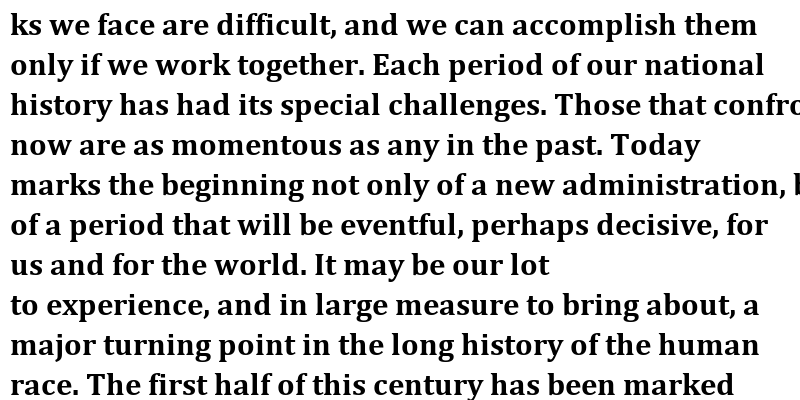 ks we face are difficult, and we can accomplish them
only if we work together. Each period of our national
history has had its special challenges. Those that confro
now are as momentous as any in the past. Today
marks the beginning not only of a new administration,
of a period that will be eventful, perhaps decisive, for
us and for the world. It may be our lot
to experience, and in large measure to bring about, a
major turning point in the long history of the human
race. The first half of this century has been marked